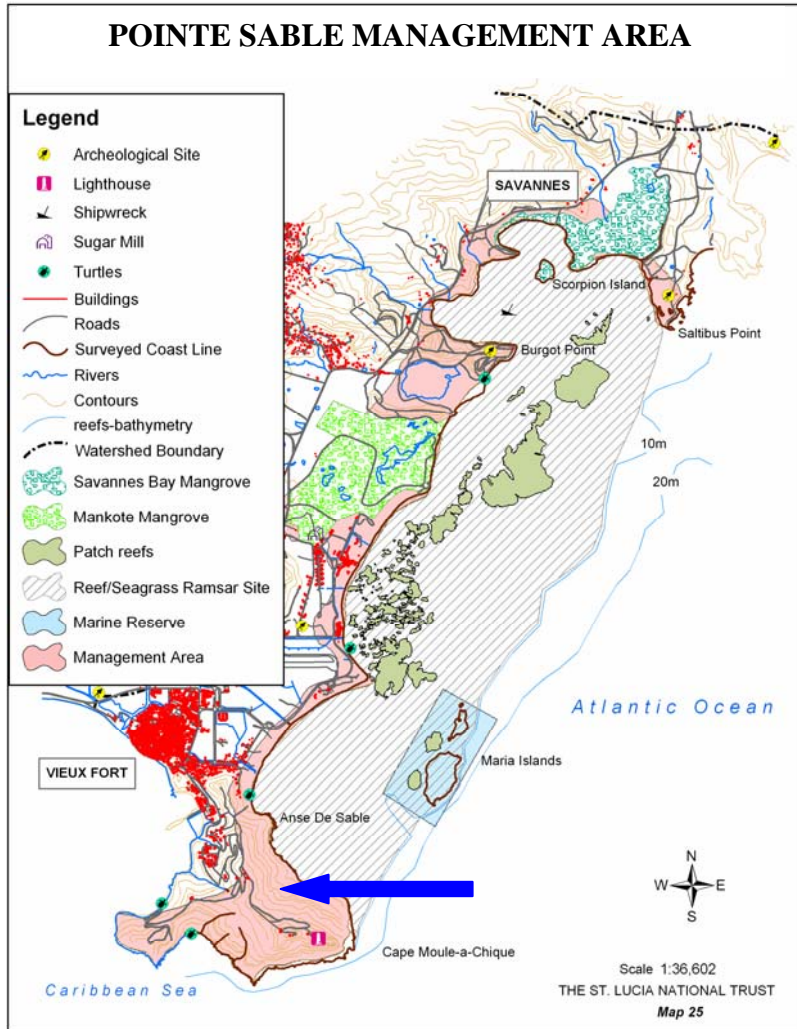 POINTE SABLE MANAGEMENT AREA
Legend
Archeological Site
Lighthouse
Shipwreck
Sugar Mill
Turtles
Buildings
Roads
Surveyed Coast Line
Rivers
Contours
reefs-bathymetry
Watershed Boundary
Savannes Bay Mangrove
Mankote Mangrove
Patch reefs
Reef/Seagrass Ramsar Site
Marine Reserve
Management Area
SAVANNES
Scorpion Island
Saltibus Point
Burgot Point
10m
20m
Atlantic Ocean
Maria Islands
VIEUX FORT
Anse De Sable
Cape Moule-a-Chique
Caribbean Sea
N
W E
S
Scale 1:36,602
THE ST. LUCIA NATIONAL TRUST
Map 25